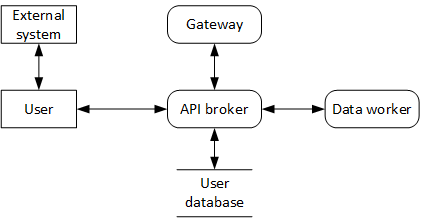 External
system
Gateway
User
API broker
Data worker
User
database